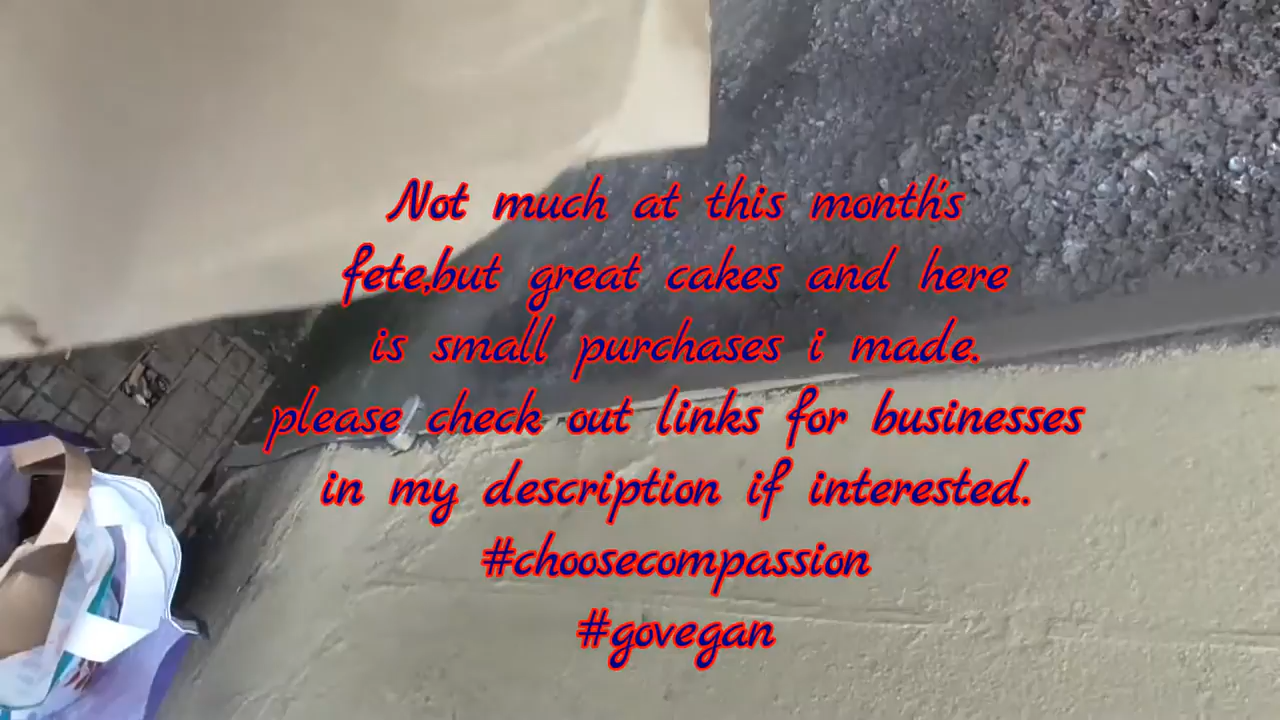 Not much at this month's
fete,but great cakes and here
is small purchases i made.
please check out links for businesses
in my description if interested.
#choosecompassion
#govegan